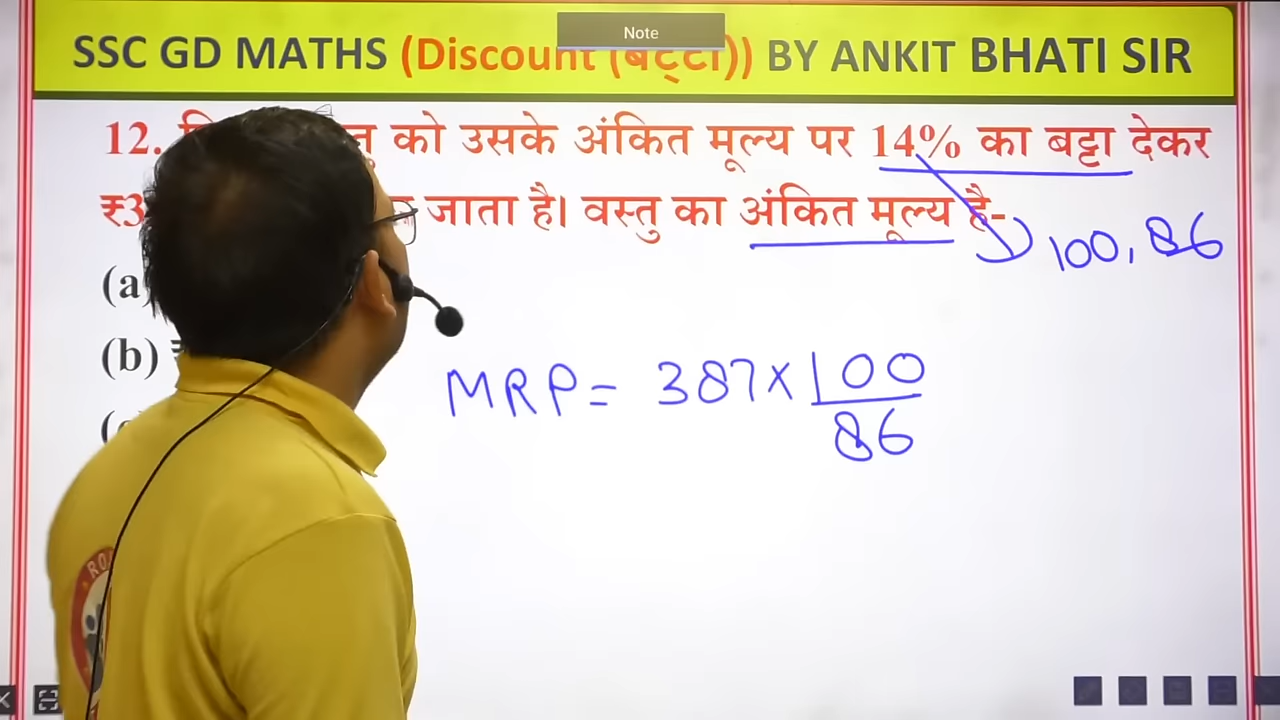 Note
SSC GD MATHS (Discount (बट्टा)) BY ANKIT BHATI SIR
12. को उसके अंकित मूल्य पर 14% का बट्टा देकर
₹3 जाता है। वस्तु का अंकित मूल्य है-
100, 86
(a)
(b)
MRP = 387 × 100
86